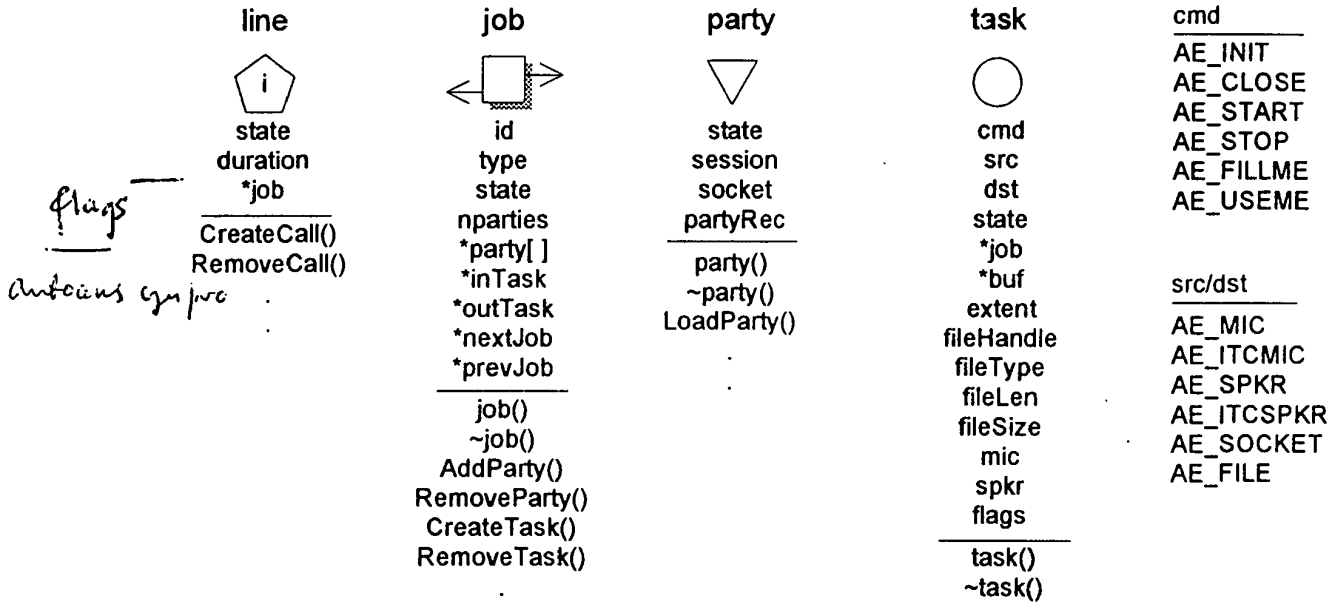 line
i
state
duration
*job
CreateCall()
RemoveCall()
flags
job
id
type
state
nparties
*party[ ]
*inTask
*outTask
*nextJob
*prevJob
job()
~job()
AddParty()
RemoveParty()
CreateTask()
RemoveTask()
party
state
session
socket
partyRec
party()
~party()
LoadParty()
task
cmd
src
dst
state
*job
*buf
extent
fileHandle
fileType
fileLen
fileSize
mic
spkr
flags
task()
~task()
cmd
AE_INIT
AE_CLOSE
AE_START
AE_STOP
AE_FILLME
AE_USEME
src/dst
AE_MIC
AE_ITCMIC
AE_SPKR
AE_ITCSPKR
AE_SOCKET
AE_FILE